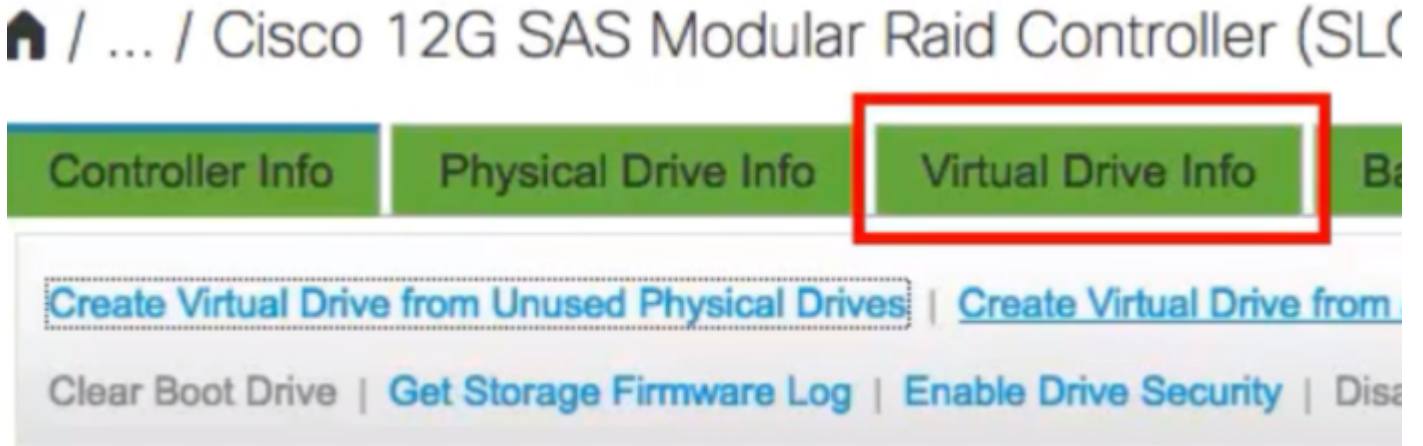 / ... / Cisco 12G SAS Modular Raid Controller (SL
Controller Info Physical Drive Info Virtual Drive Info
Create Virtual Drive from Unused Physical Drives | Create Virtual Drive from
Clear Boot Drive | Get Storage Firmware Log | Enable Drive Security |